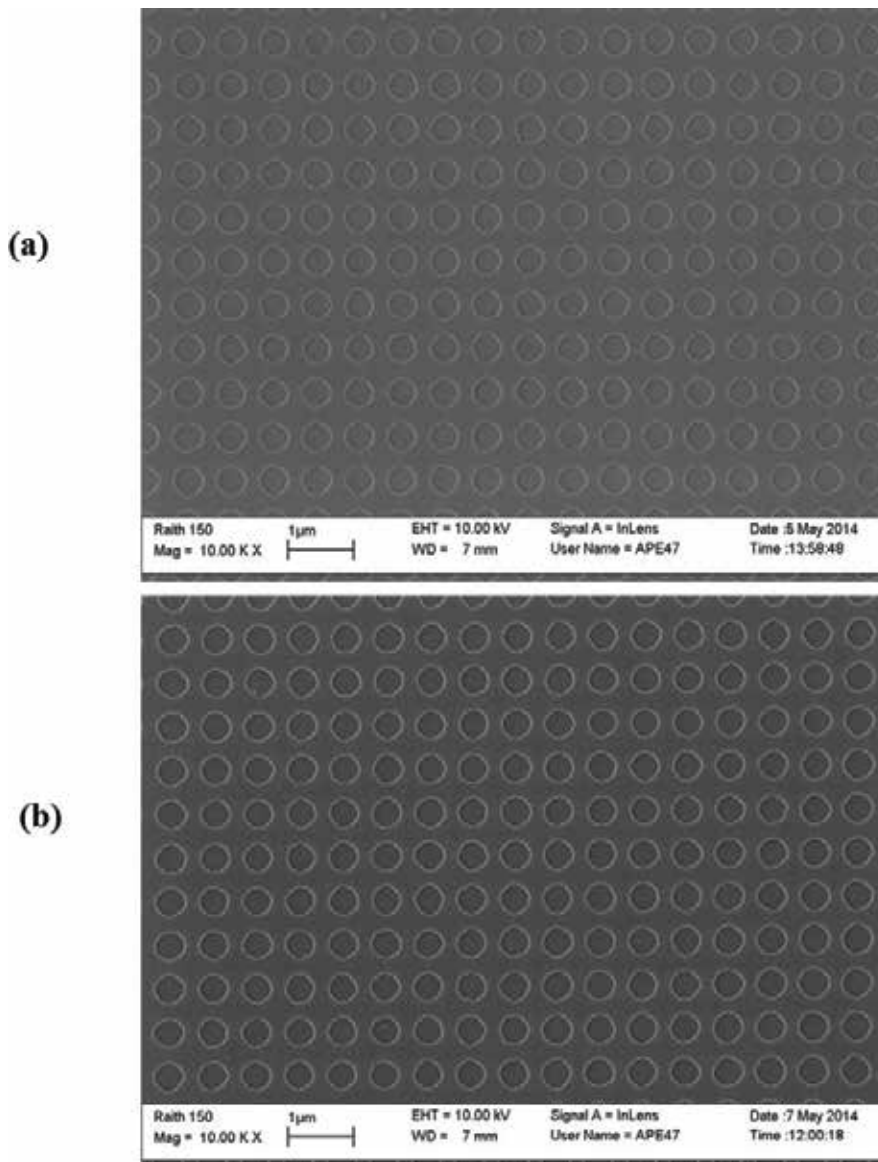 (a)
Raith 150 1µm EHT = 10.00 kV Signal A = InLens Date :5 May 2014
Mag = 10.00 K X WD = 7 mm User Name = APE47 Time :13:58:48
(b)
Raith 150 1µm EHT = 10.00 kV Signal A = InLens Date :7 May 2014
Mag = 10.00 K X WD = 7 mm User Name = APE47 Time :12:00:18